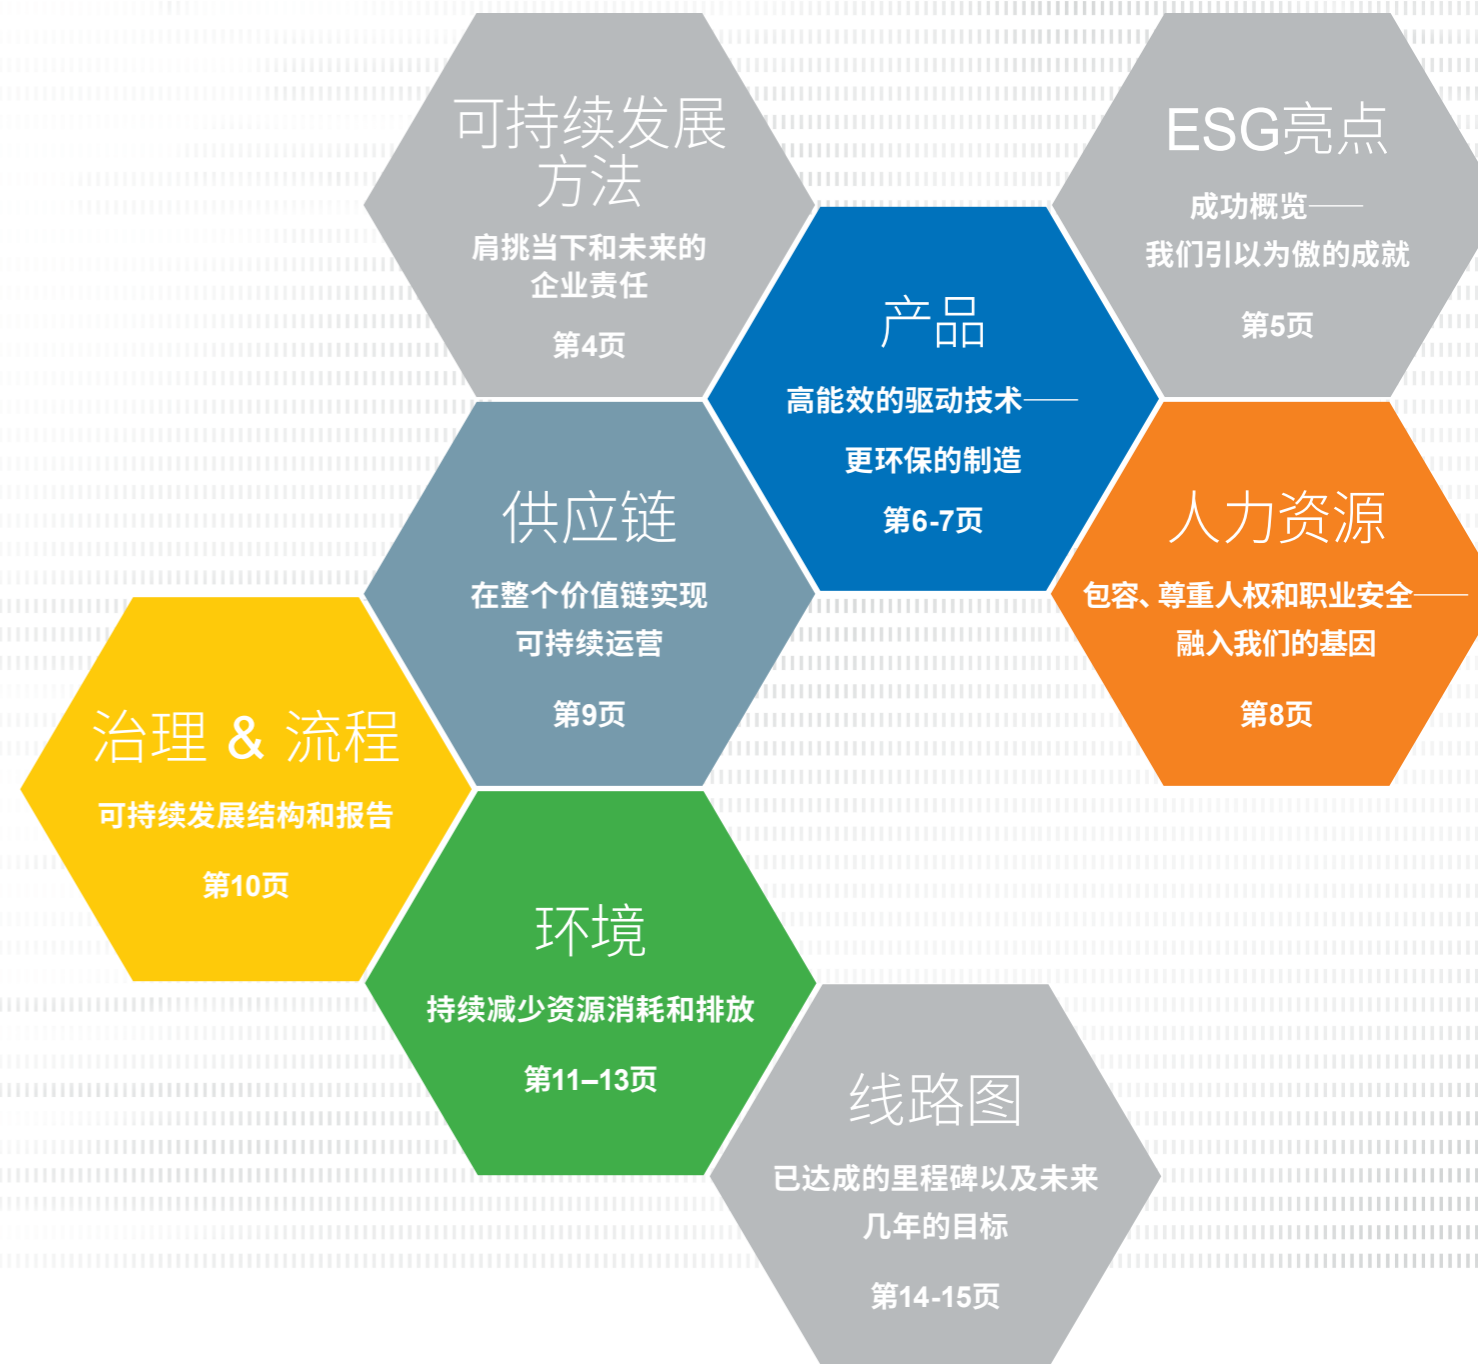 可持续发展
方法
肩挑当下和未来的
企业责任
第4页
ESG亮点
成功概览——
我们引以为傲的成就
第5页
产品
高能效的驱动技术——
更环保的制造
第6-7页
供应链
在整个价值链实现
可持续运营
第9页
人力资源
包容、尊重人权和职业安全——
融入我们的基因
第8页
治理 & 流程
可持续发展结构和报告
第10页
环境
持续减少资源消耗和排放
第11–13页
线路图
已达成的里程碑以及未来
几年的目标
第14-15页